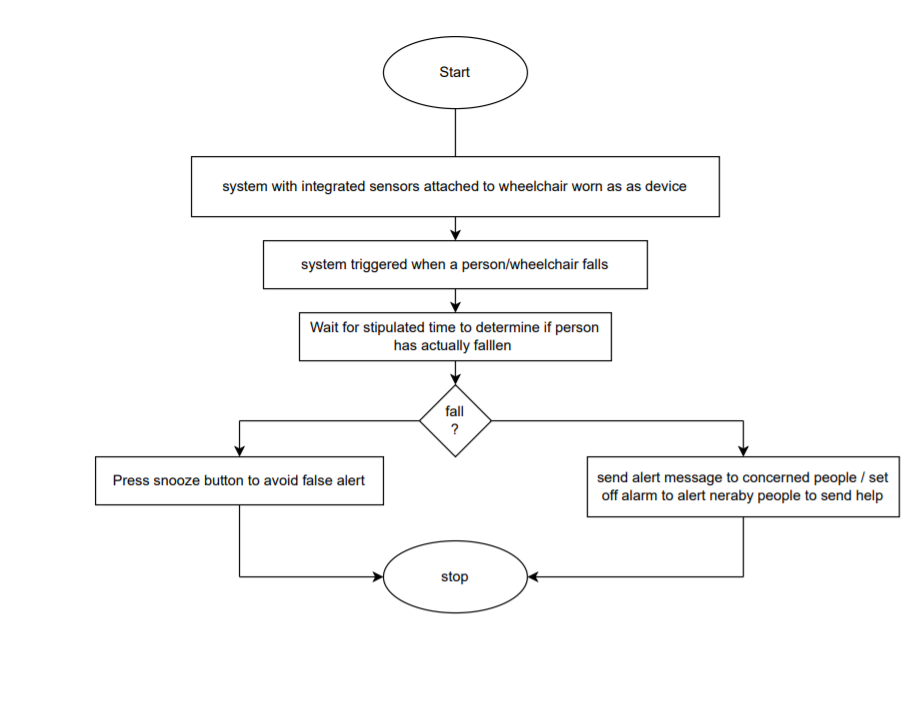 Start
system with integrated sensors attached to wheelchair worn as as device
system triggered when a person/wheelchair falls
Wait for stipulated time to determine if person
has actually falllen
fall
?
Press snooze button to avoid false alert
send alert message to concerned people / set
off alarm to alert neraby people to send help
stop